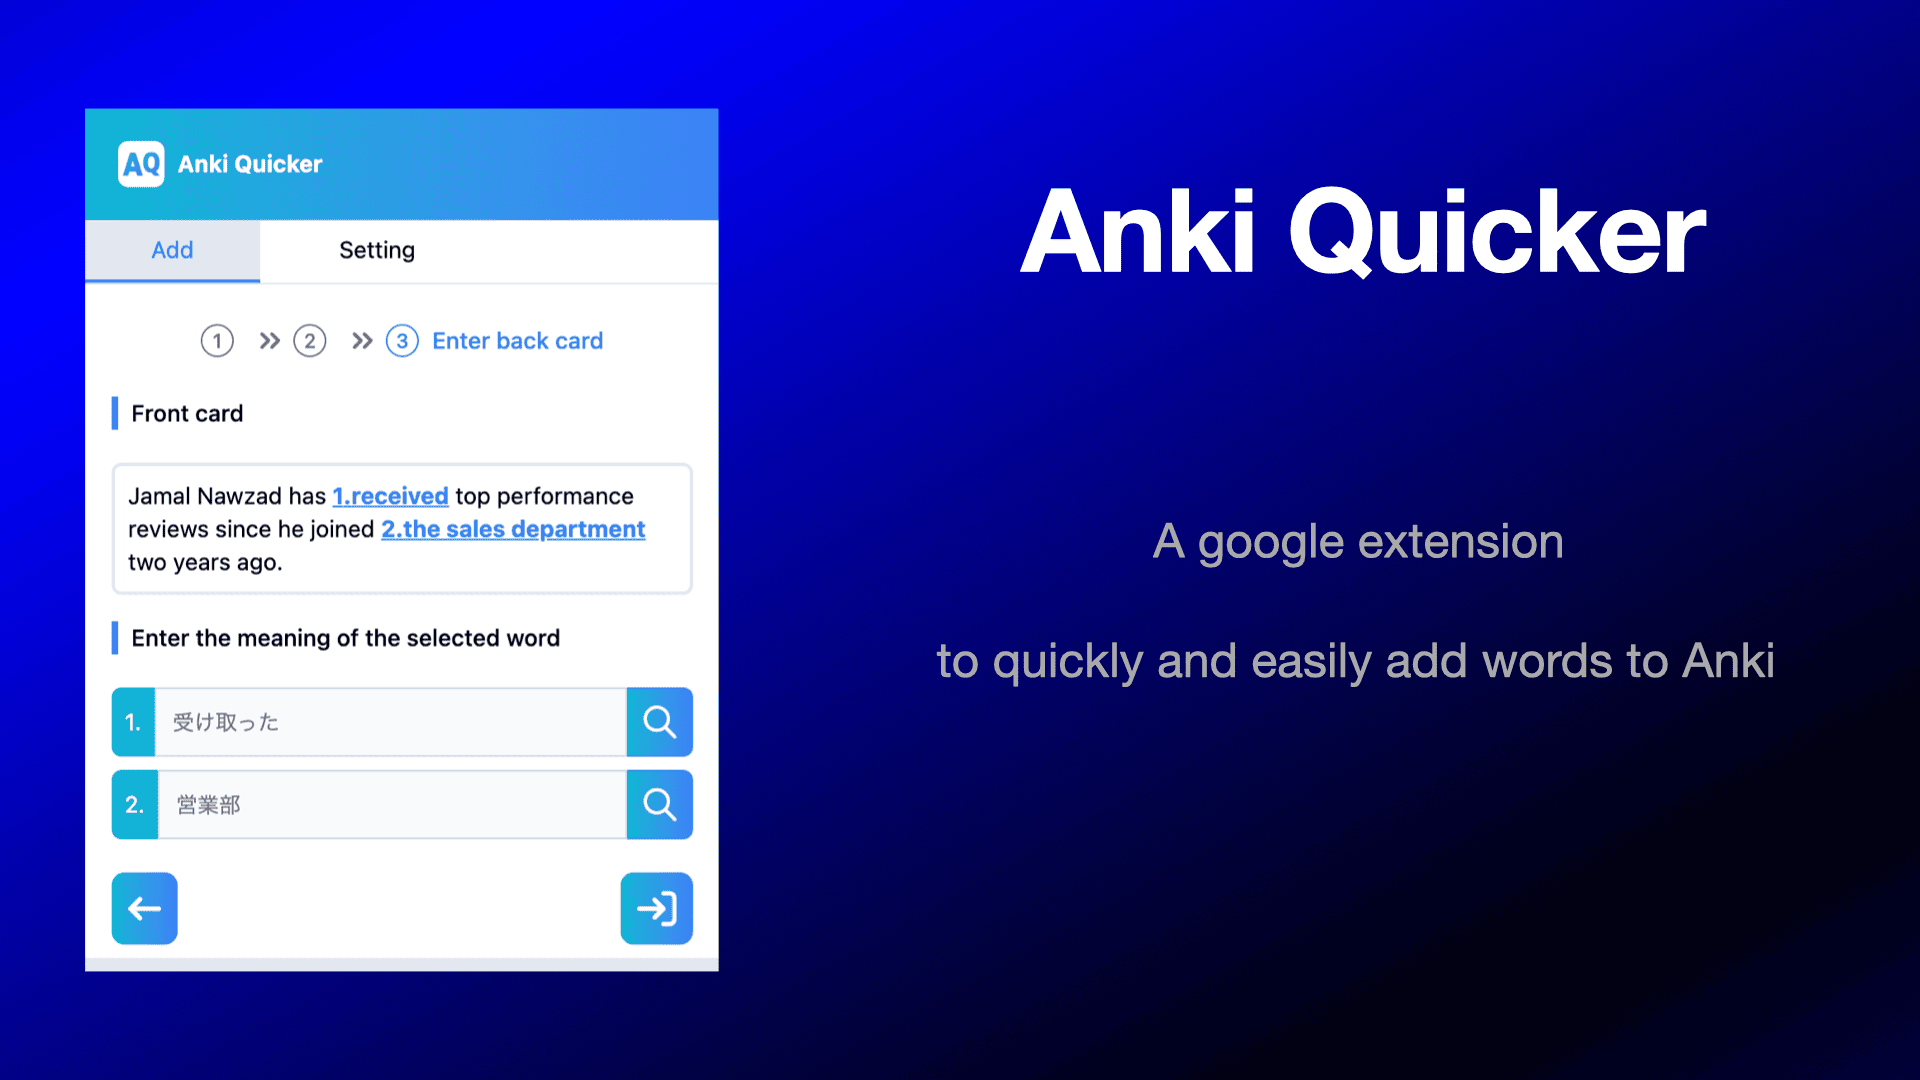 AQ Anki Quicker
Add Setting
1 >> 2 >> 3 Enter back card
Front card
Jamal Nawzad has 1.received top performance
reviews since he joined 2.the sales department
two years ago.
Enter the meaning of the selected word
1. 受け取った
2. 営業部
Anki Quicker
A google extension
to quickly and easily add words to Anki